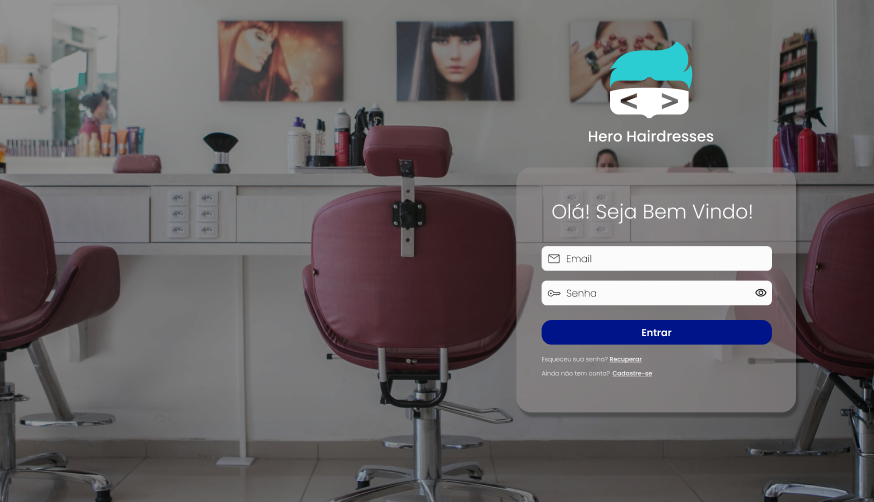 < >
Hero Hairdresses
Olá! Seja Bem Vindo!
Email
Senha
Entrar
Esqueceu sua senha? Recuperar
Ainda não tem conta? Cadastre-se